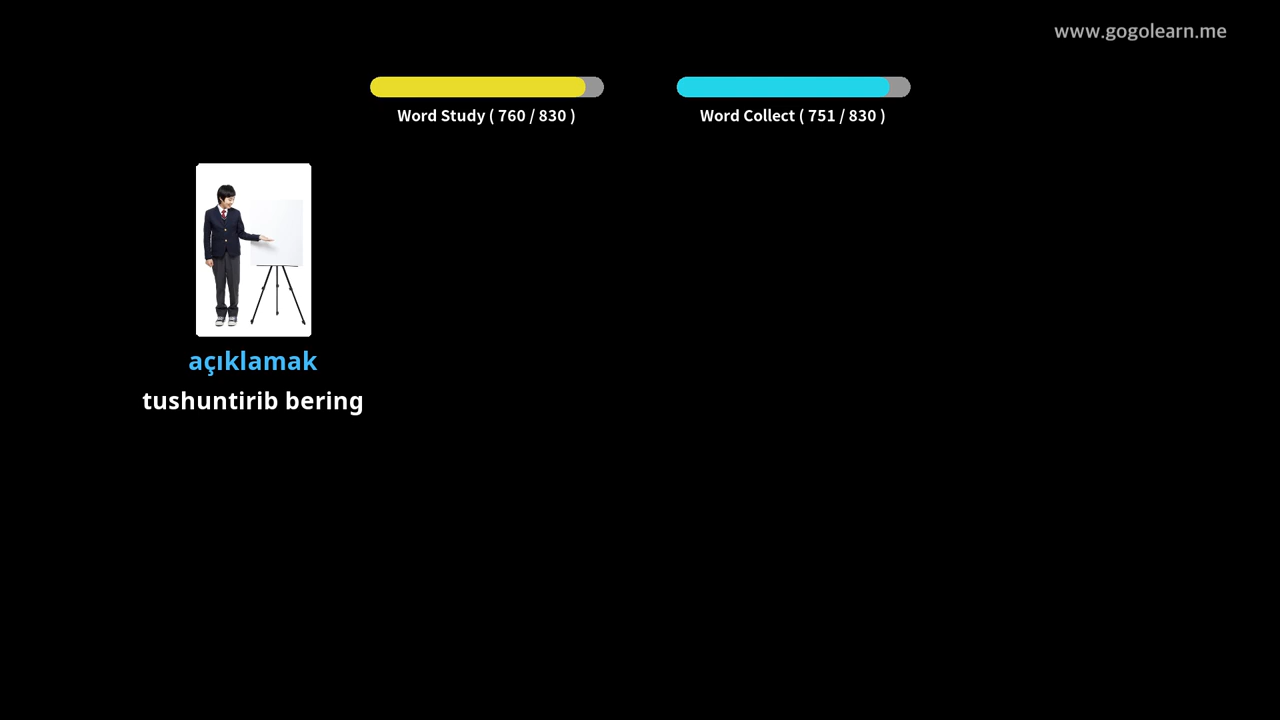 www.gogolearn.me
Word Study ( 760 / 830 )
Word Collect ( 751 / 830 )
açıklamak
tushuntirib bering